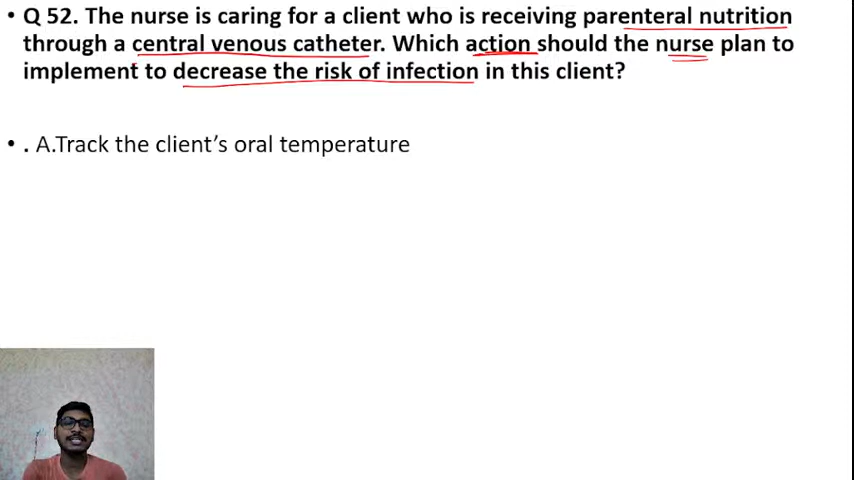 • Q 52. The nurse is caring for a client who is receiving parenteral nutrition
through a central venous catheter. Which action should the nurse plan to
implement to decrease the risk of infection in this client?
• . A.Track the client’s oral temperature